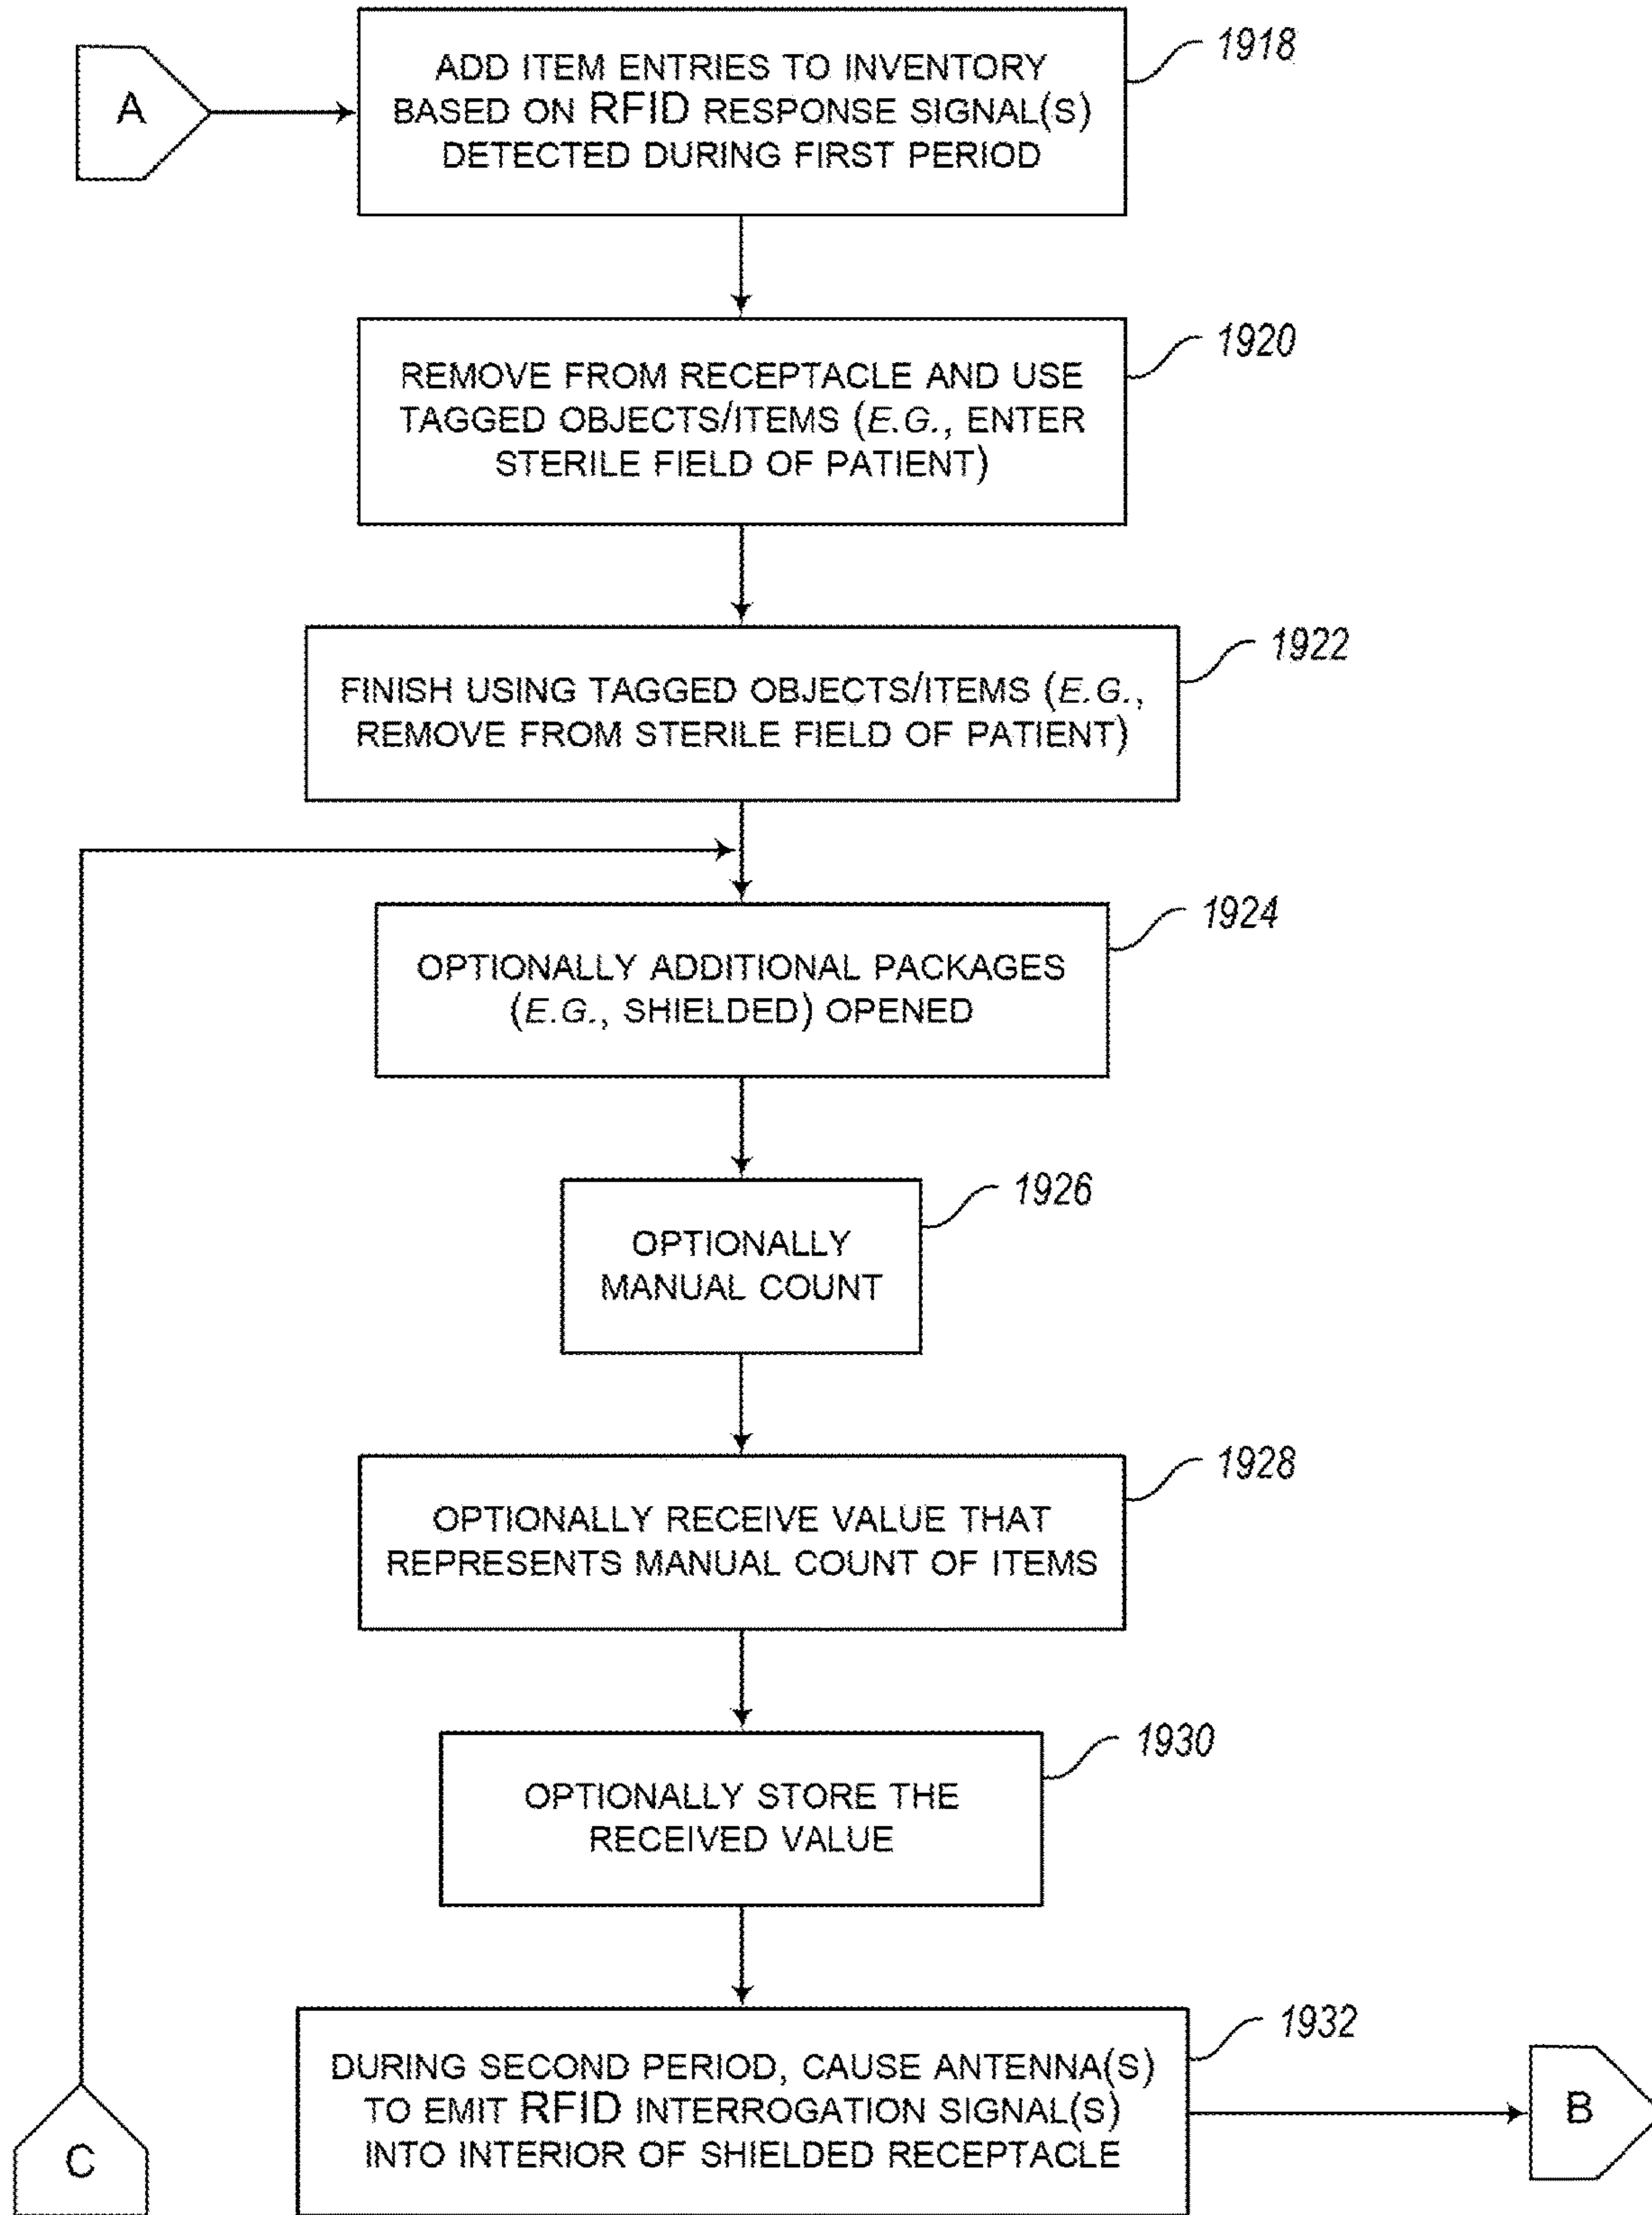 A
ADD ITEM ENTRIES TO INVENTORY
BASED ON RFID RESPONSE SIGNAL(S)
DETECTED DURING FIRST PERIOD
1918
REMOVE FROM RECEPTACLE AND USE
TAGGED OBJECTS/ITEMS (E.G., ENTER
STERILE FIELD OF PATIENT)
1920
FINISH USING TAGGED OBJECTS/ITEMS (E.G.,
REMOVE FROM STERILE FIELD OF PATIENT)
1922
OPTIONALLY ADDITIONAL PACKAGES
(E.G., SHIELDED) OPENED
1924
OPTIONALLY
MANUAL COUNT
1926
OPTIONALLY RECEIVE VALUE THAT
REPRESENTS MANUAL COUNT OF ITEMS
1928
OPTIONALLY STORE THE
RECEIVED VALUE
1930
DURING SECOND PERIOD, CAUSE ANTENNA(S)
TO EMIT RFID INTERROGATION SIGNAL(S)
INTO INTERIOR OF SHIELDED RECEPTACLE
1932
B
C